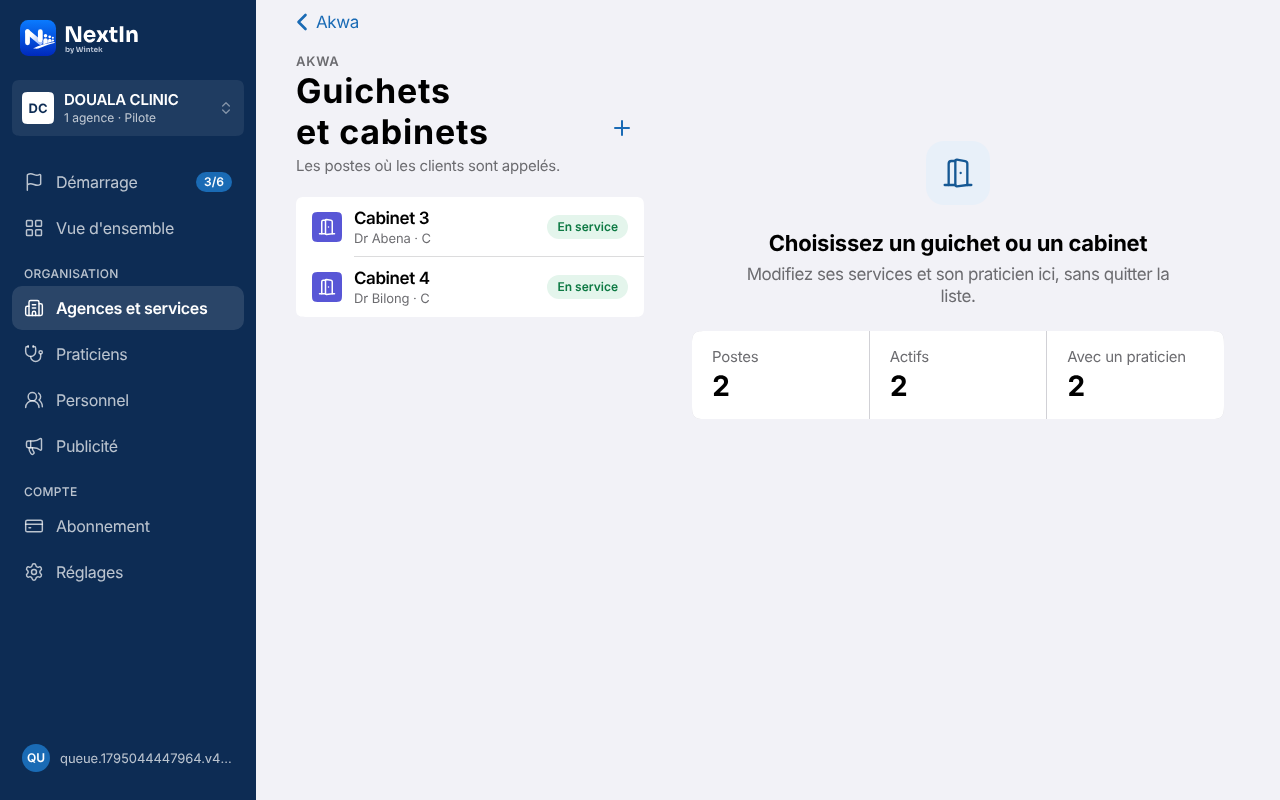 NextIn
by Wintek
DC
DOUALA CLINIC
1 agence · Pilote
Démarrage
3/6
Vue d'ensemble
ORGANISATION
Agences et services
Praticiens
Personnel
Publicité
COMPTE
Abonnement
Réglages
QU
queue.1795044447964.v4...
Akwa
AKWA
Guichets
et cabinets
Les postes où les clients sont appelés.
Cabinet 3
Dr Abena · C
En service
Cabinet 4
Dr Bilong · C
En service
Choisissez un guichet ou un cabinet
Modifiez ses services et son praticien ici, sans quitter la
liste.
Postes
2
Actifs
2
Avec un praticien
2